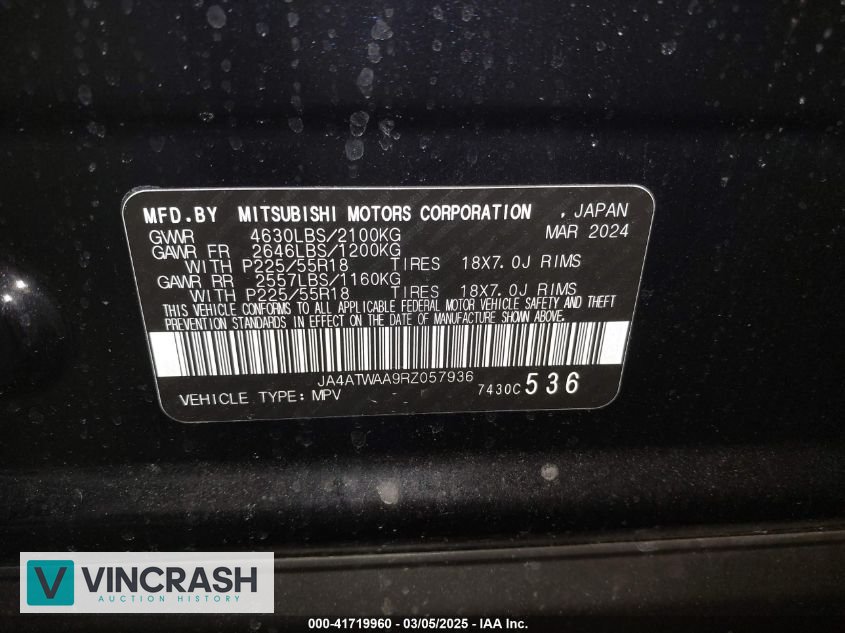 MFD.BY MITSUBISHI MOTORS CORPORATION , JAPAN
GWWR 4630LBS/2100KG MAR 2024
GAWR FR 2646LBS/1200KG
WITH P225/55R18 TIRES 18X7.0J RIMS
GAWR RR 2557LBS/1160KG
WITH P225/55R18 TIRES 18X7.0J RIMS
THIS VEHICLE CONFORMS TO ALL APPLICABLE FEDERAL MOTOR VEHICLE SAFETY AND THEFT
PREVENTION STANDARDS IN EFFECT ON THE DATE OF MANUFACTURE SHOWN ABOVE.
JA4ATWAA9RZ057936
VEHICLE TYPE: MPV 7430C 536
V VINCRASH
AUCTION HISTORY
000-41719960 - 03/05/2025 - IAA Inc.